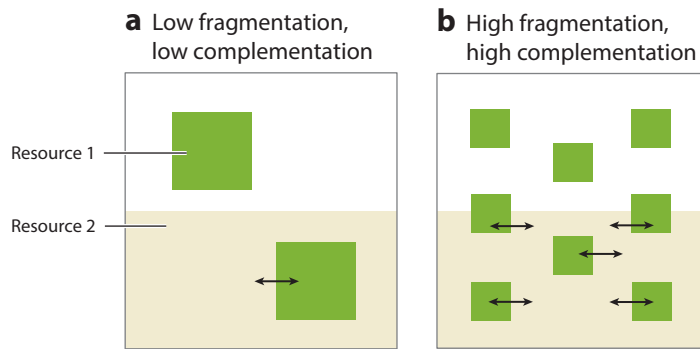 a Low fragmentation,
low complementation
b High fragmentation,
high complementation
Resource 1
Resource 2